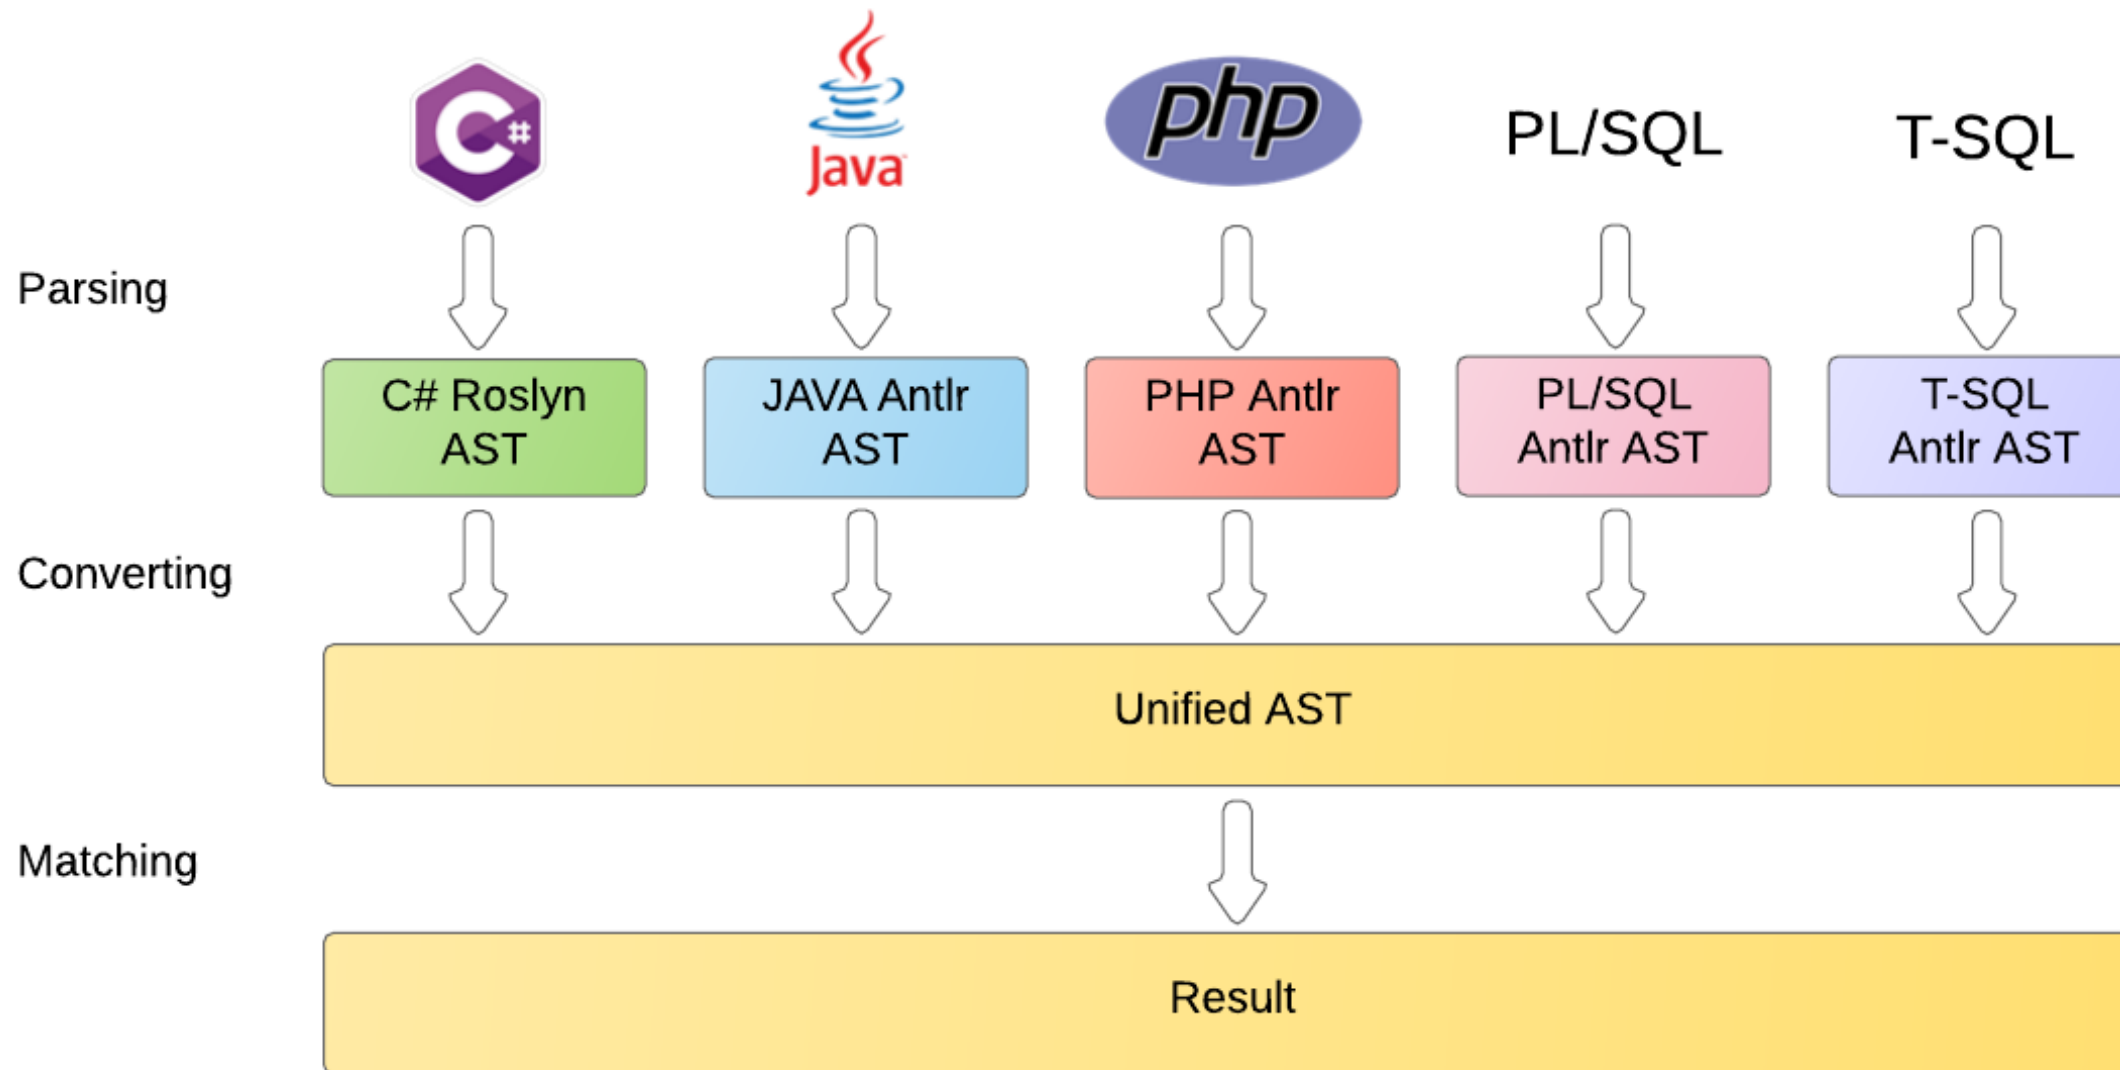 C#
Java
php
PL/SQL
T-SQL
Parsing
C# Roslyn
AST
JAVA Antlr
AST
PHP Antlr
AST
PL/SQL
Antlr AST
T-SQL
Antlr AST
Converting
Unified AST
Matching
Result